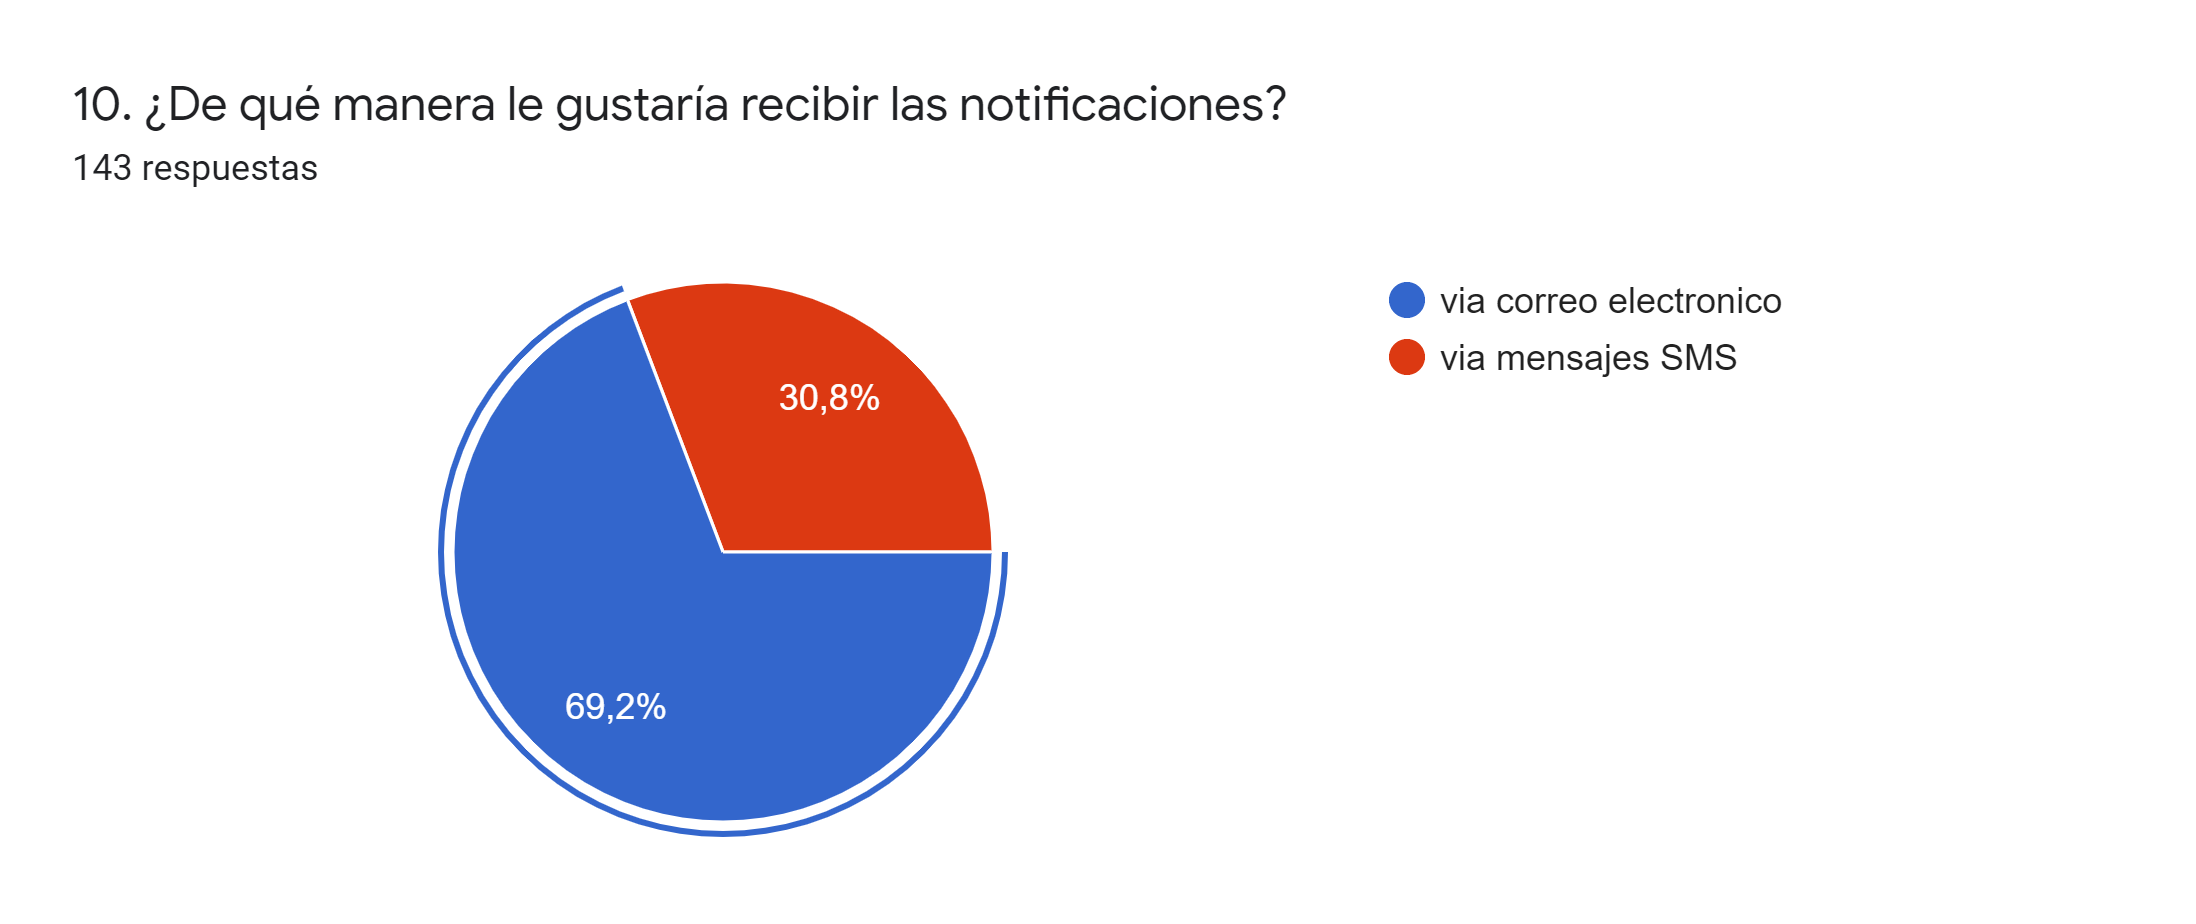 10. ¿De qué manera le gustaría recibir las notificaciones?
143 respuestas
via correo electronico
via mensajes SMS
30,8%
69,2%